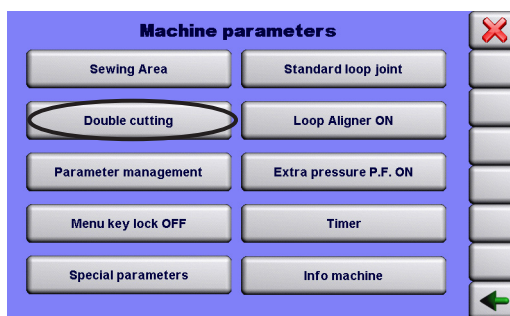 Machine parameters
Sewing Area
Standard loop joint
Double cutting
Loop Aligner ON
Parameter management
Extra pressure P.F. ON
Menu key lock OFF
Timer
Special parameters
Info machine